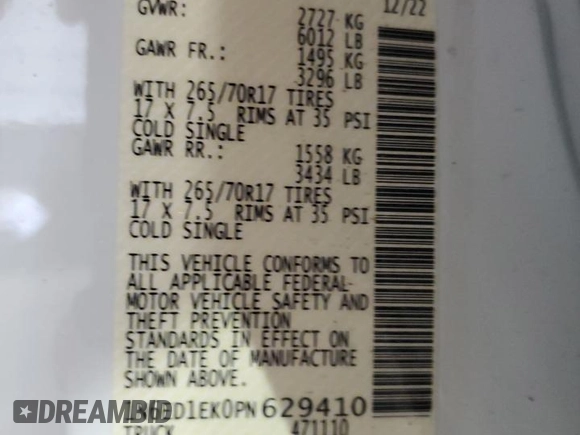 GVWR: 2727 KG 12/22
6012 LB
GAWR FR.: 1495 KG
3296 LB
WITH 265/70R17 TIRES
17 X 7.5 RIMS AT 35 PSI
COLD SINGLE
GAWR RR.: 1558 KG
3434 LB
WITH 265/70R17 TIRES
17 X 7.5 RIMS AT 35 PSI
COLD SINGLE
THIS VEHICLE CONFORMS TO
ALL APPLICABLE FEDERAL
MOTOR VEHICLE SAFETY AND
THEFT PREVENTION
STANDARDS IN EFFECT ON
THE DATE OF MANUFACTURE
SHOWN ABOVE.
629410
DREAMBID
TRUCK 471110